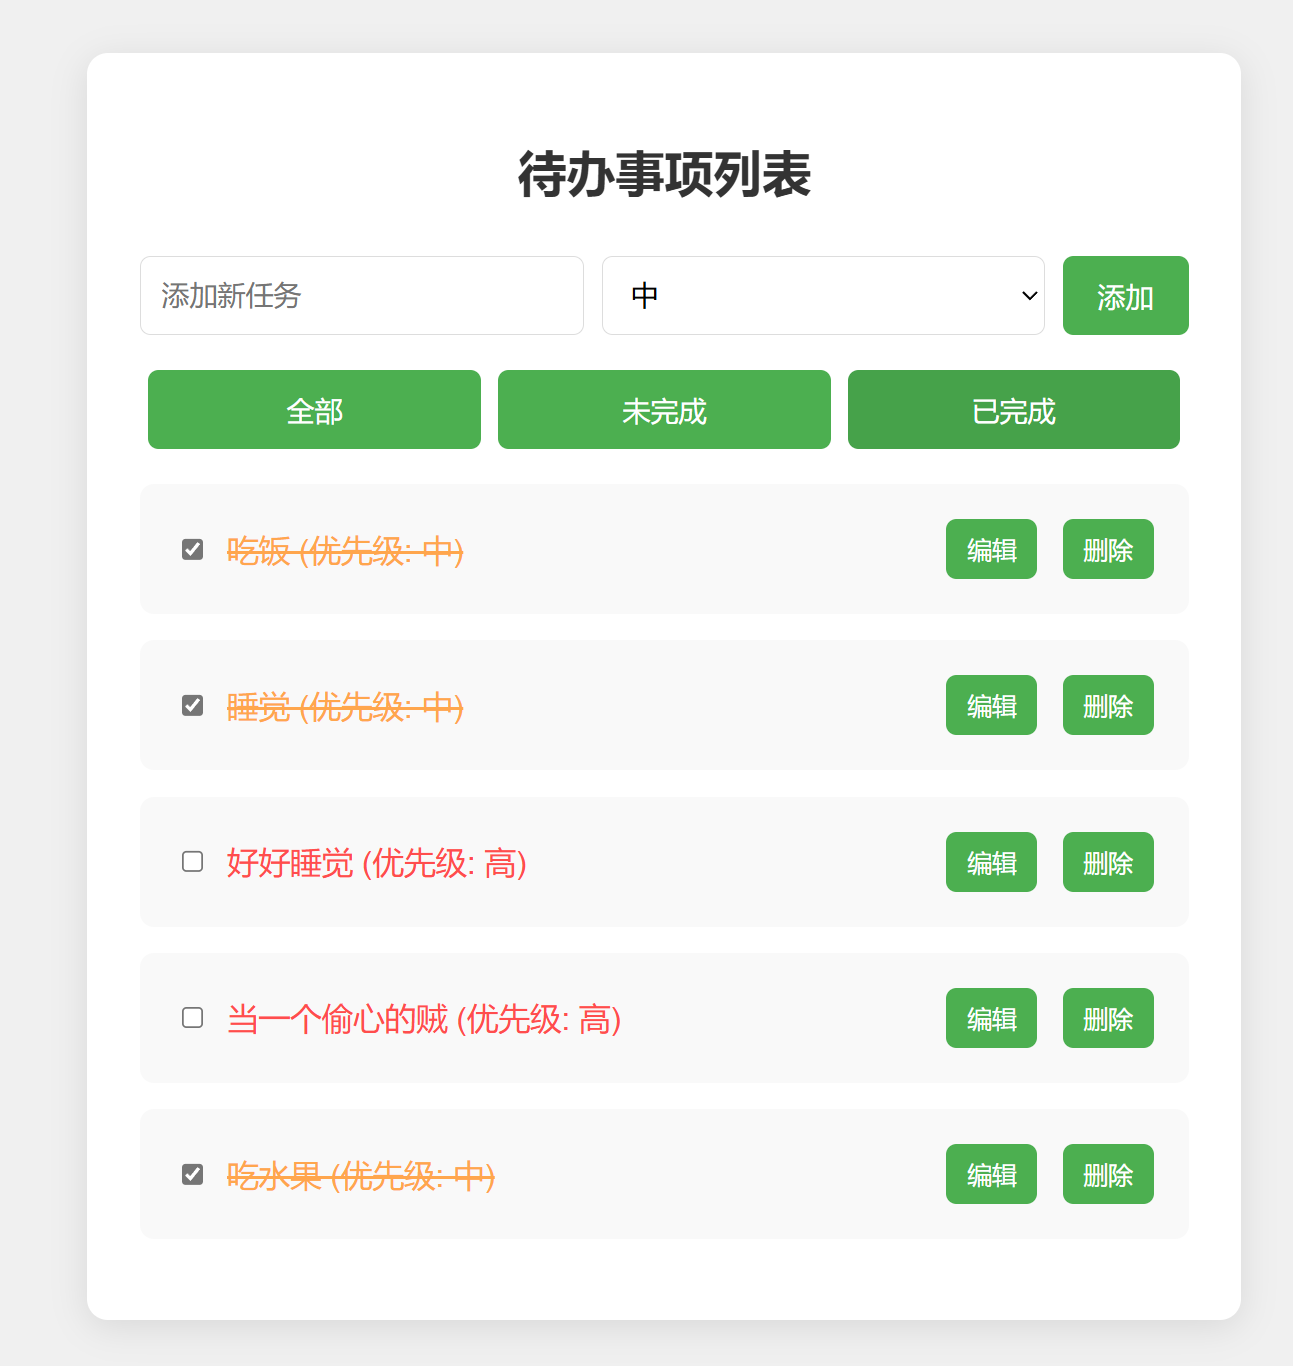 待办事项列表
添加新任务 中 添加
全部 未完成 已完成
吃饭 (优先级: 中) 编辑 删除
睡觉 (优先级: 中) 编辑 删除
好好睡觉 (优先级: 高) 编辑 删除
当一个偷心的贼 (优先级: 高) 编辑 删除
吃水果 (优先级: 中) 编辑 删除